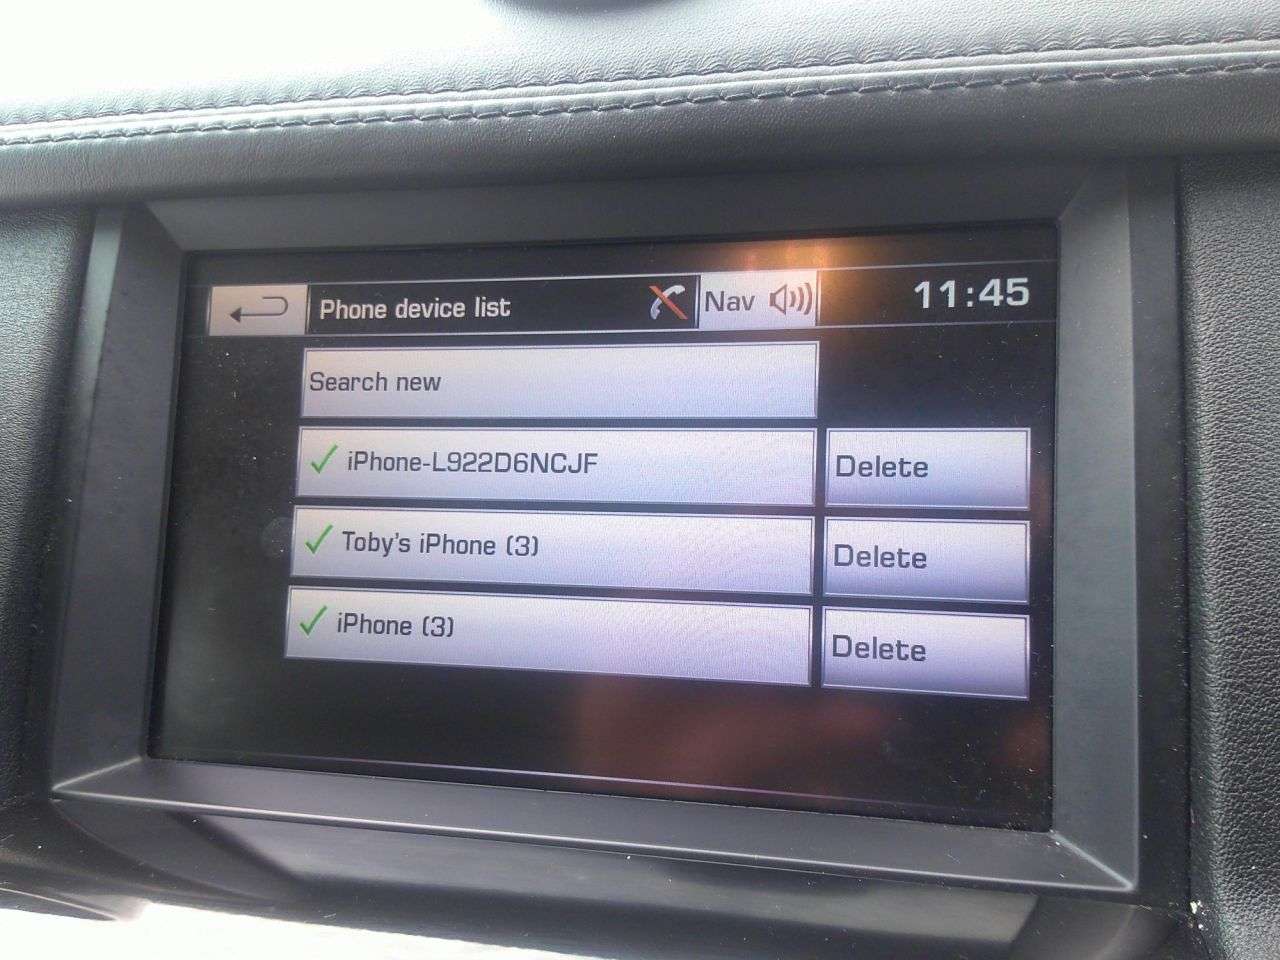 Phone device list Nav 11:45
Search new
iPhone-L922D6NCJF Delete
Toby's iPhone (3) Delete
iPhone (3) Delete